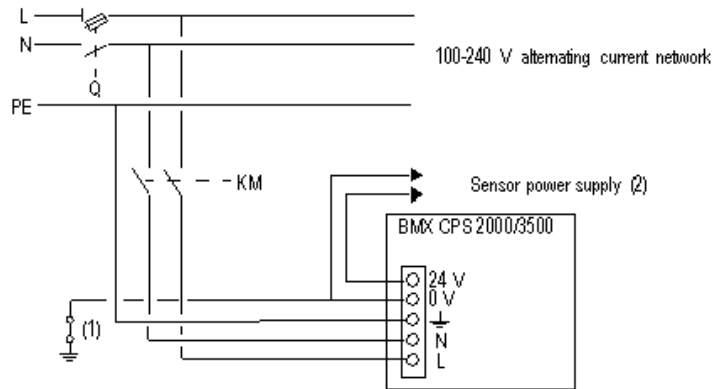 L
N
100-240 V alternating current network
Q
PE
KM
Sensor power supply (2)
BMX CPS 2000/3500
24 V
0 V
(1)
N
L